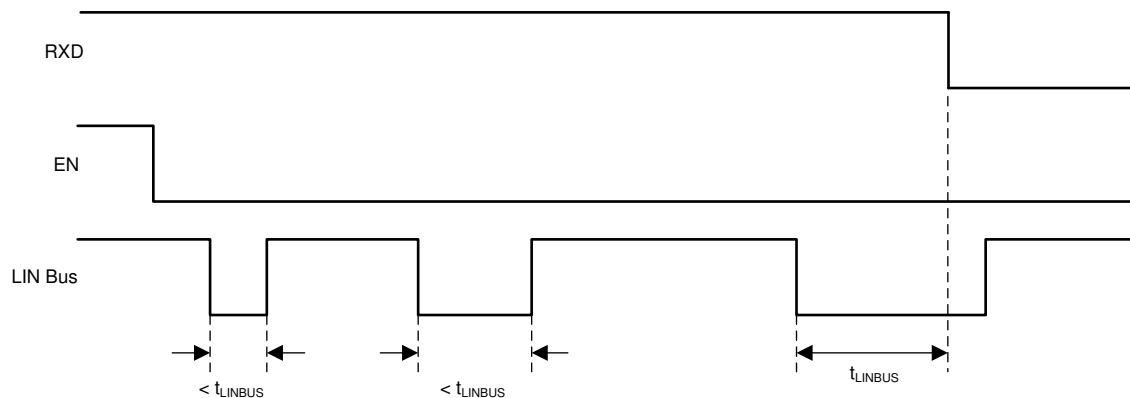 RXD
EN
LIN Bus
< tLINBUS
< tLINBUS
tLINBUS